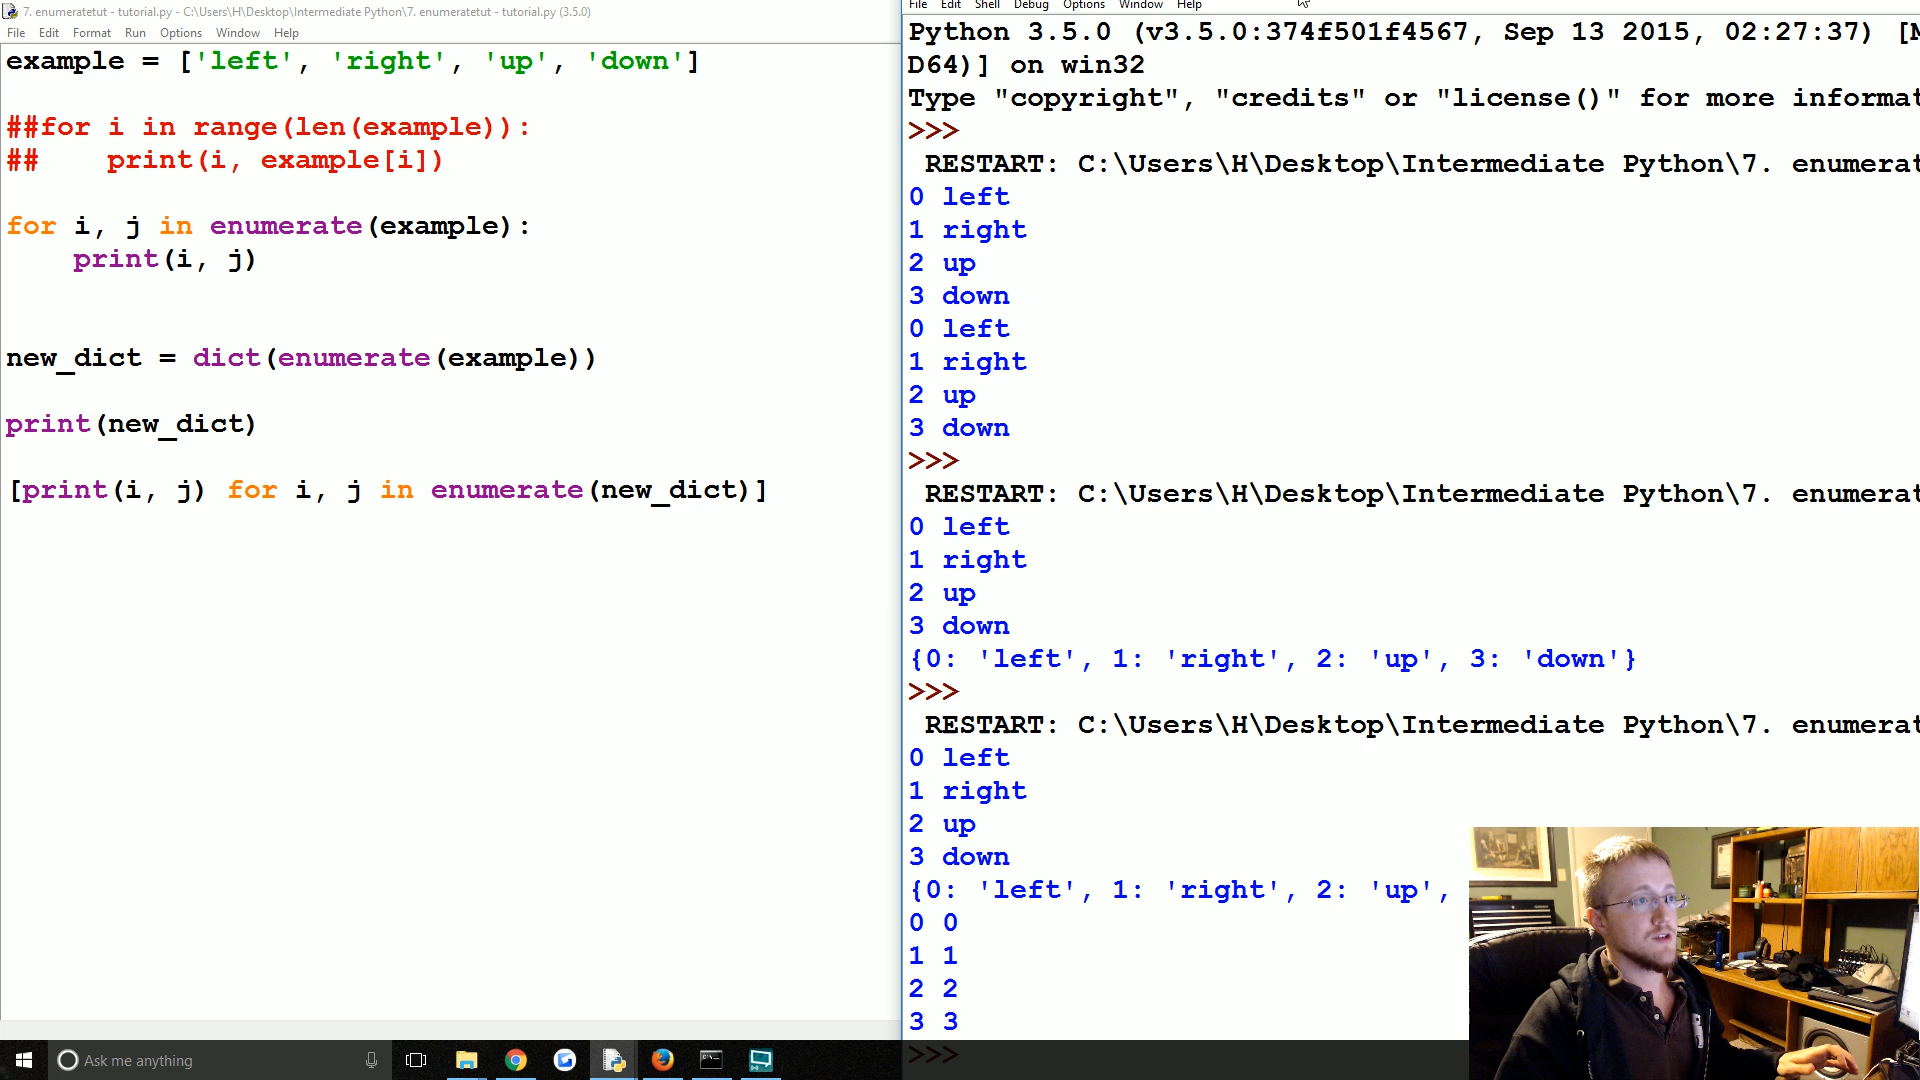 7. enumeratetut - tutorial.py - C:\Users\H\Desktop\Intermediate Python\7. enumeratetut - tutorial.py (3.5.0)
File Edit Format Run Options Window Help
example = ['left', 'right', 'up', 'down']
##for i in range(len(example)):
## print(i, example[i])
for i, j in enumerate(example):
print(i, j)
new_dict = dict(enumerate(example))
print(new_dict)
[print(i, j) for i, j in enumerate(new_dict)]
File Edit Shell Debug Options Window Help
Python 3.5.0 (v3.5.0:374f501f4567, Sep 13 2015, 02:27:37) [M
D64)] on win32
Type "copyright", "credits" or "license()" for more informat
>>>
RESTART: C:\Users\H\Desktop\Intermediate Python\7. enumerat
0 left
1 right
2 up
3 down
0 left
1 right
2 up
3 down
>>>
RESTART: C:\Users\H\Desktop\Intermediate Python\7. enumerat
0 left
1 right
2 up
3 down
{0: 'left', 1: 'right', 2: 'up', 3: 'down'}
>>>
RESTART: C:\Users\H\Desktop\Intermediate Python\7. enumerat
0 left
1 right
2 up
3 down
{0: 'left', 1: 'right', 2: 'up',
0 0
1 1
2 2
3 3
>>>
Ask me anything